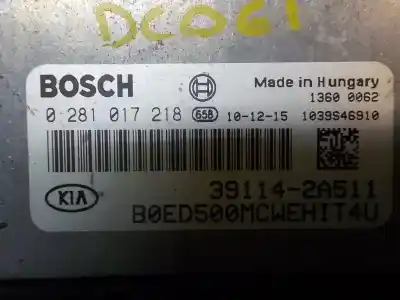 DC061
BOSCH
Made in Hungary
1360 0062
0 281 017 218 658 10-12-15 1039S46910
39114-2A511
KIA
B0ED500MCWEHIT4U